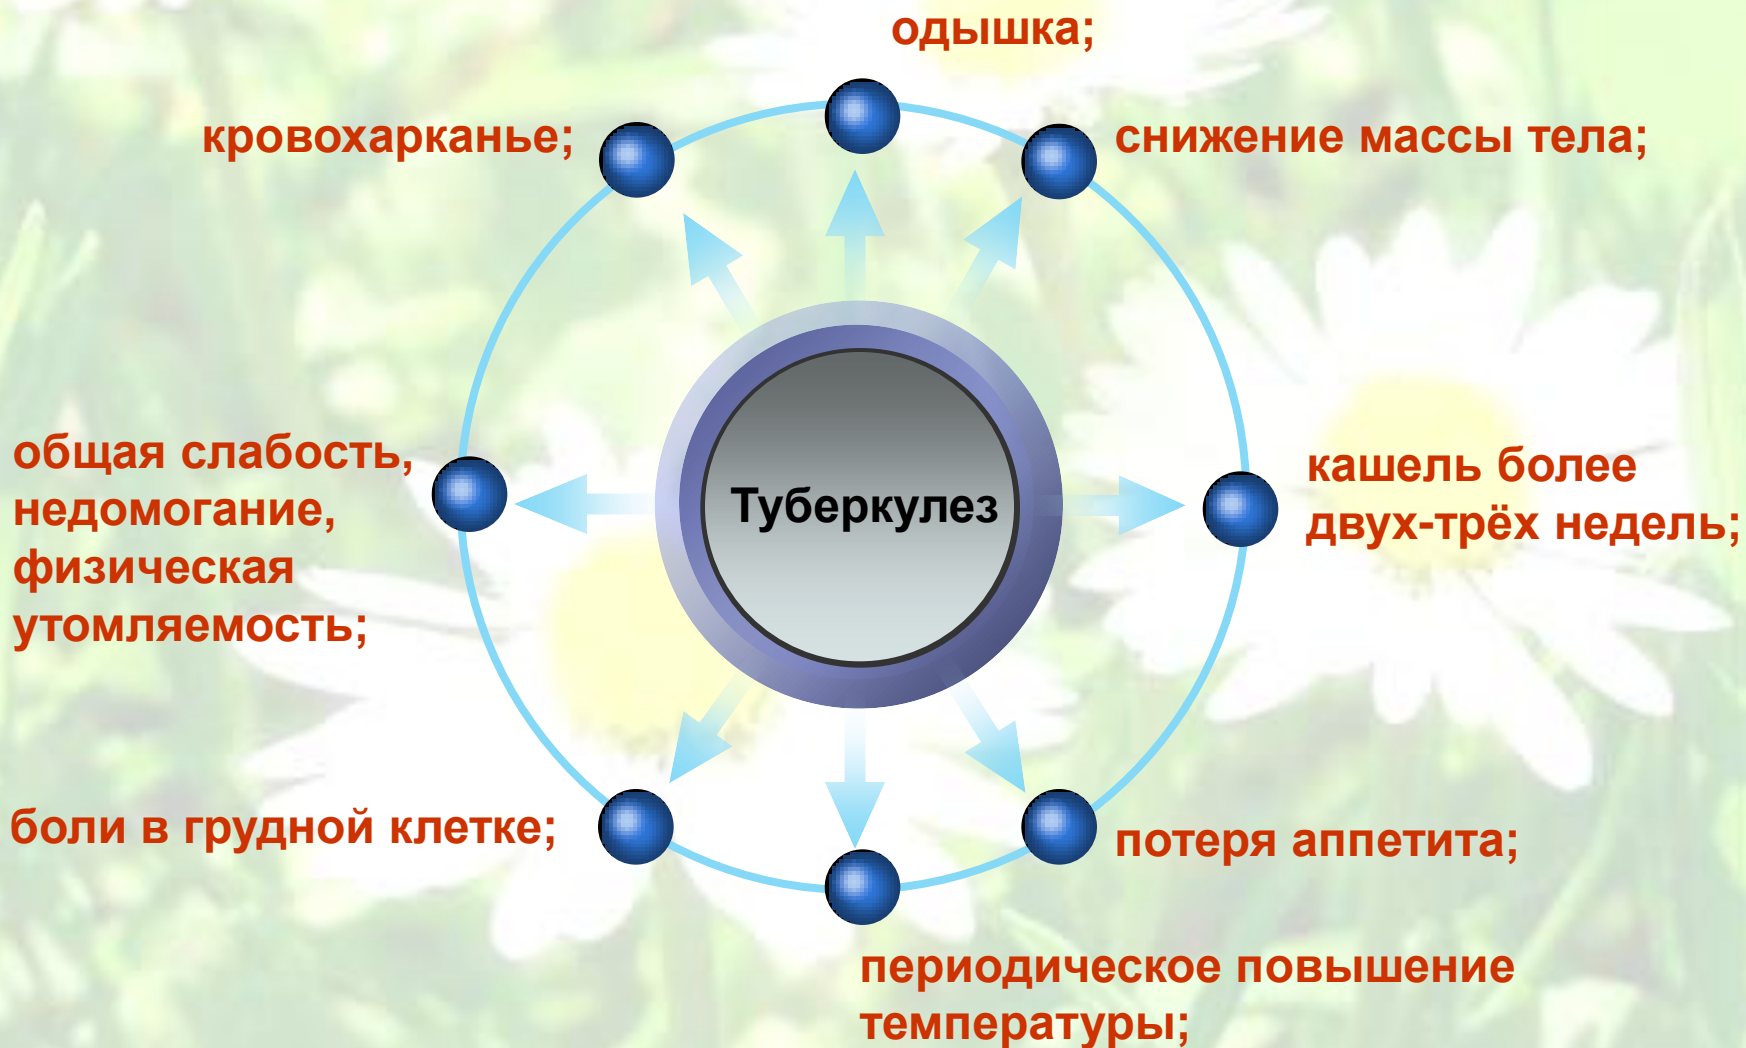 одышка;
кровохарканье;
снижение массы тела;
общая слабость,
недомогание,
физическая
утомляемость;
Туберкулез
кашель более
двух-трёх недель;
боли в грудной клетке;
потеря аппетита;
периодическое повышение
температуры;